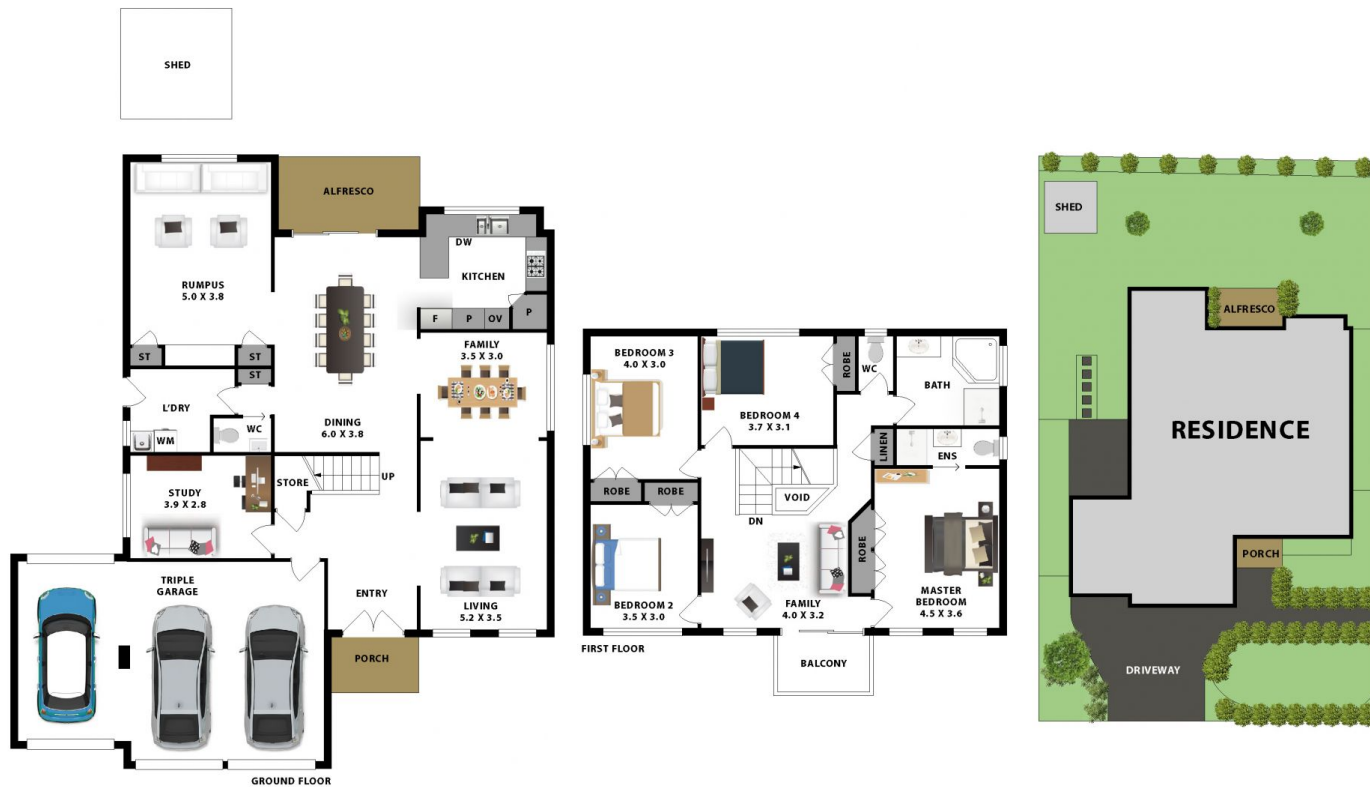 SHED
ALFRESCO
DW
KITCHEN
RUMPUS
5.0 X 3.8
F
P
OV
P
ST
ST
ST
FAMILY
3.5 X 3.0
L'DRY
WM
WC
DINING
6.0 X 3.8
STUDY
3.9 X 2.8
STORE
UP
TRIPLE
GARAGE
ENTRY
LIVING
5.2 X 3.5
PORCH
GROUND FLOOR
BEDROOM 3
4.0 X 3.0
BEDROOM 4
3.7 X 3.1
ROBE
WC
BATH
LINEN
ENS
ROBE
ROBE
VOID
DN
ROBE
BEDROOM 2
3.5 X 3.0
FAMILY
4.0 X 3.2
MASTER
BEDROOM
4.5 X 3.6
FIRST FLOOR
BALCONY
SHED
ALFRESCO
RESIDENCE
PORCH
DRIVEWAY